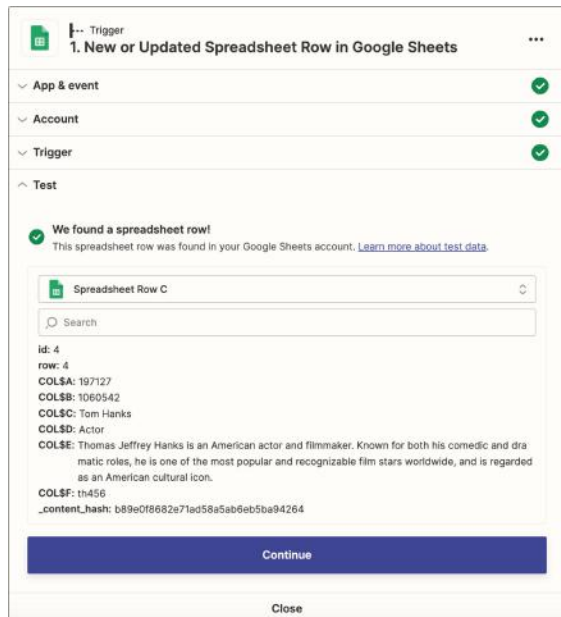 Trigger
1. New or Updated Spreadsheet Row in Google Sheets
App & event
Account
Trigger
Test
We found a spreadsheet row!
This spreadsheet row was found in your Google Sheets account. Learn more about test data.
Spreadsheet Row C
Search
id: 4
row: 4
COL$A: 197127
COL$B: 1060542
COL$C: Tom Hanks
COL$D: Actor
COL$E: Thomas Jeffrey Hanks is an American actor and filmmaker. Known for both his comedic and dra
matic roles, he is one of the most popular and recognizable film stars worldwide, and is regarded
as an American cultural icon.
COL$F: th456
_content_hash: b89e0f8682e71ad58a5ab6eb5ba94264
Continue
Close